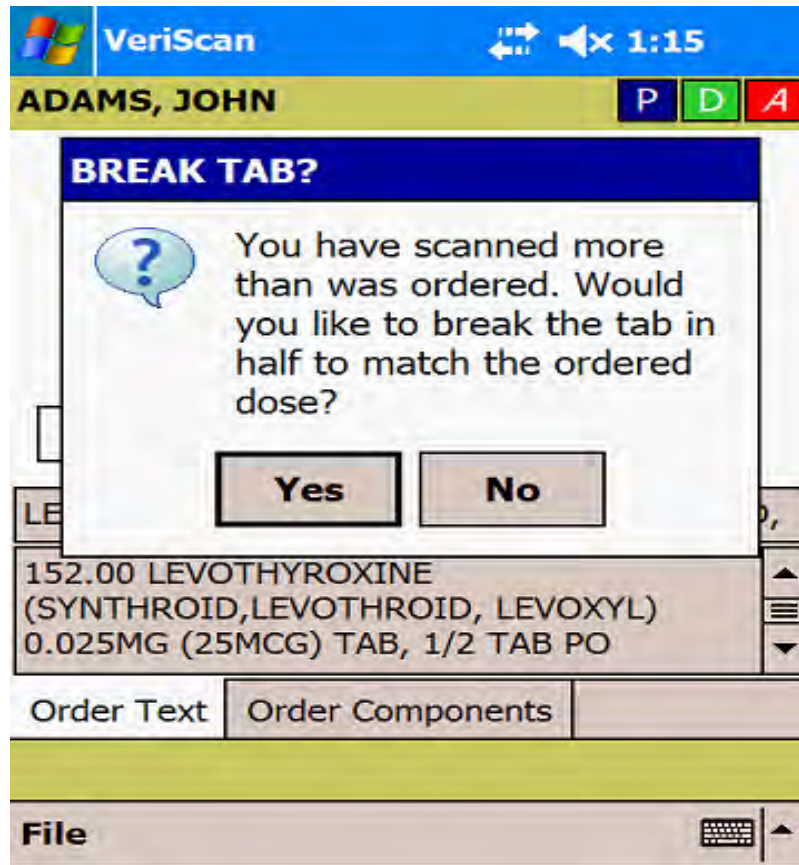 VeriScan 1:15
ADAMS, JOHN P D A
BREAK TAB?
You have scanned more
than was ordered. Would
you like to break the tab in
half to match the ordered
dose?
Yes No
LE
152.00 LEVOTHYROXINE
(SYNTHROID,LEVOTHROID, LEVOXYL)
0.025MG (25MCG) TAB, 1/2 TAB PO
Order Text Order Components
File